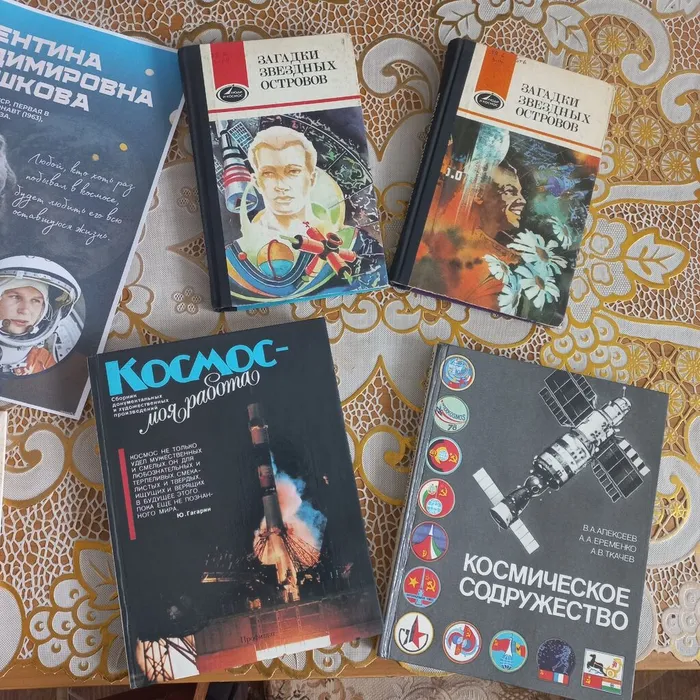 ЕНТИНА
ДИМИРОВНА
ШКОВА
СР, ПЕРВАЯ В
НАВТ (1963),
ЗА.
Любой, кто хоть раз
побывал в космосе,
будет любить его всю
оставшуюся жизнь.
ЗАГАДКИ
ЗВЕЗДНЫХ
ОСТРОВОВ
ЗАГАДКИ
ЗВЕЗДНЫХ
ОСТРОВОВ
КОСМОС-
моя работа
Сборник
документальных
и художественных
произведений
КОСМОС НЕ ТОЛЬКО
УДЕЛ МУЖЕСТВЕННЫХ
И СМЕЛЫХ. ОН ДЛЯ
ЛЮБОЗНАТЕЛЬНЫХ И
ТЕРПЕЛИВЫХ, СМЕКА-
ЛИСТЫХ И ТВЕРДЫХ,
ИЩУЩИХ И ВЕРЯЩИХ
В БУДУЩЕЕ ЭТОГО
ПОКА ЕЩЕ НЕ ПОЗНАН-
НОГО МИРА.
Ю. Гагарин
В.А.АЛЕКСЕЕВ
А.А.ЕРЕМЕНКО
А.В.ТКАЧЕВ
КОСМИЧЕСКОЕ
СОДРУЖЕСТВО